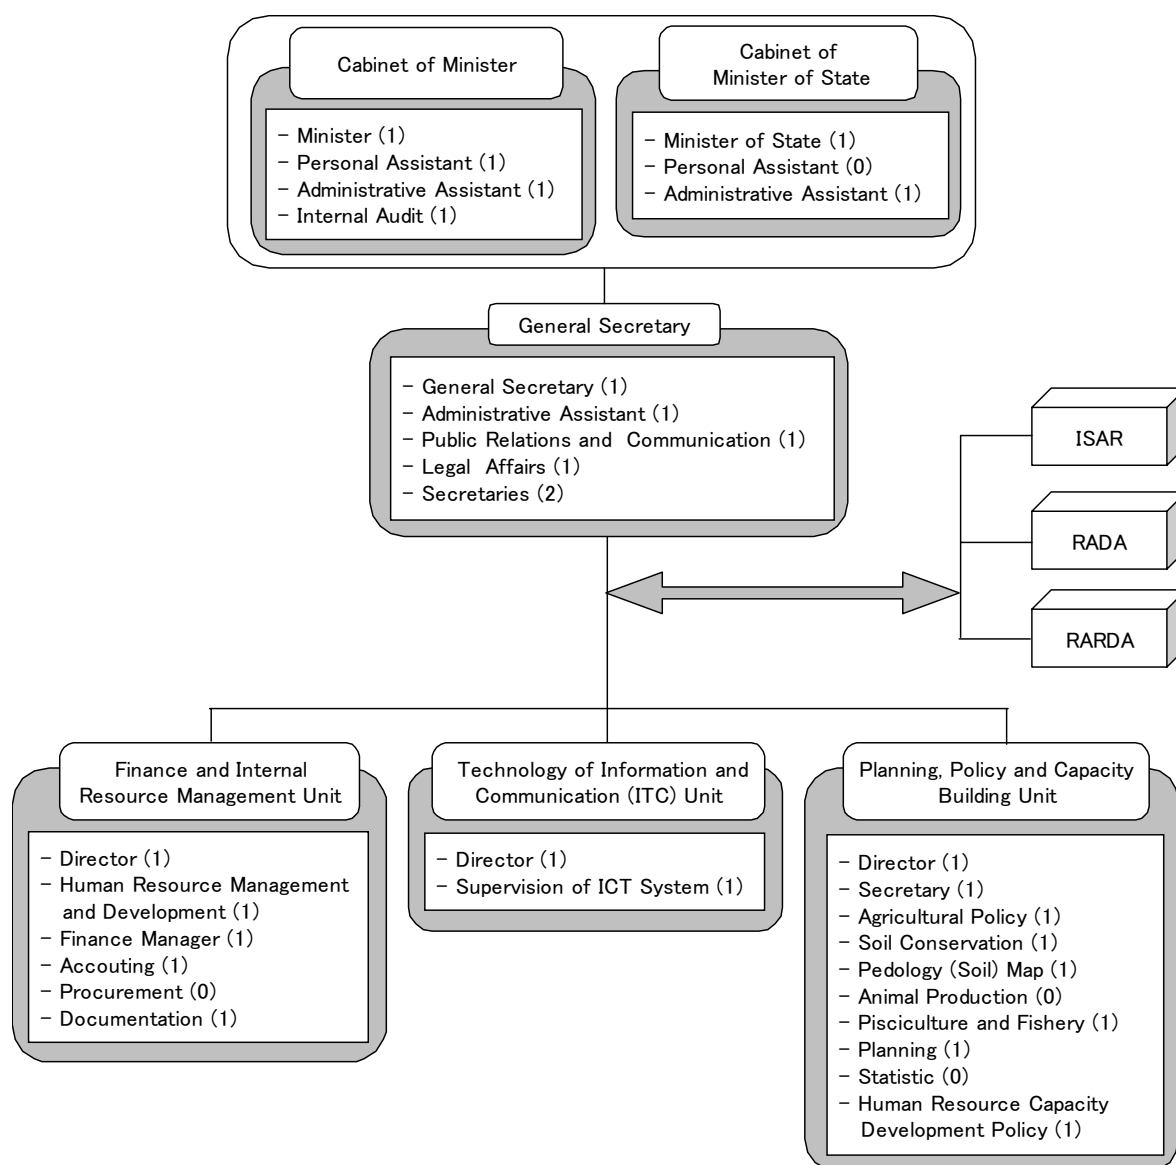 Cabinet of Minister
- Minister (1)
- Personal Assistant (1)
- Administrative Assistant (1)
- Internal Audit (1)
Cabinet of
Minister of State
- Minister of State (1)
- Personal Assistant (0)
- Administrative Assistant (1)
General Secretary
- General Secretary (1)
- Administrative Assistant (1)
- Public Relations and Communication (1)
- Legal Affairs (1)
- Secretaries (2)
ISAR
RADA
RARDA
Finance and Internal
Resource Management Unit
- Director (1)
- Human Resource Management
and Development (1)
- Finance Manager (1)
- Accouting (1)
- Procurement (0)
- Documentation (1)
Technology of Information and
Communication (ITC) Unit
- Director (1)
- Supervision of ICT System (1)
Planning, Policy and Capacity
Building Unit
- Director (1)
- Secretary (1)
- Agricultural Policy (1)
- Soil Conservation (1)
- Pedology (Soil) Map (1)
- Animal Production (0)
- Pisciculture and Fishery (1)
- Planning (1)
- Statistic (0)
- Human Resource Capacity
Development Policy (1)